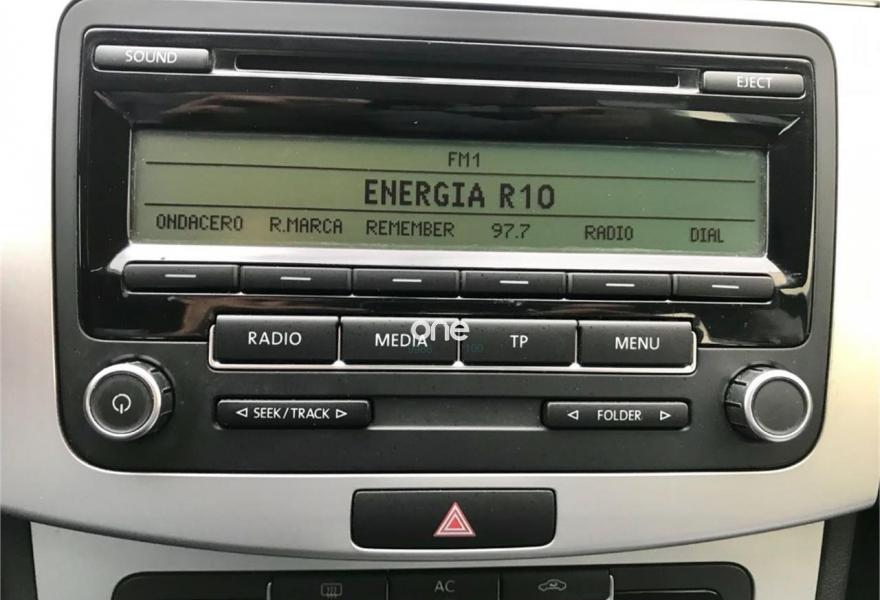 SOUND
EJECT
FM1
ENERGIA R10
ONDACERO R.MARCA REMEMBER 97.7 RADIO DIAL
RADIO MEDIA TP MENU
one
SEEK/TRACK FOLDER
AC